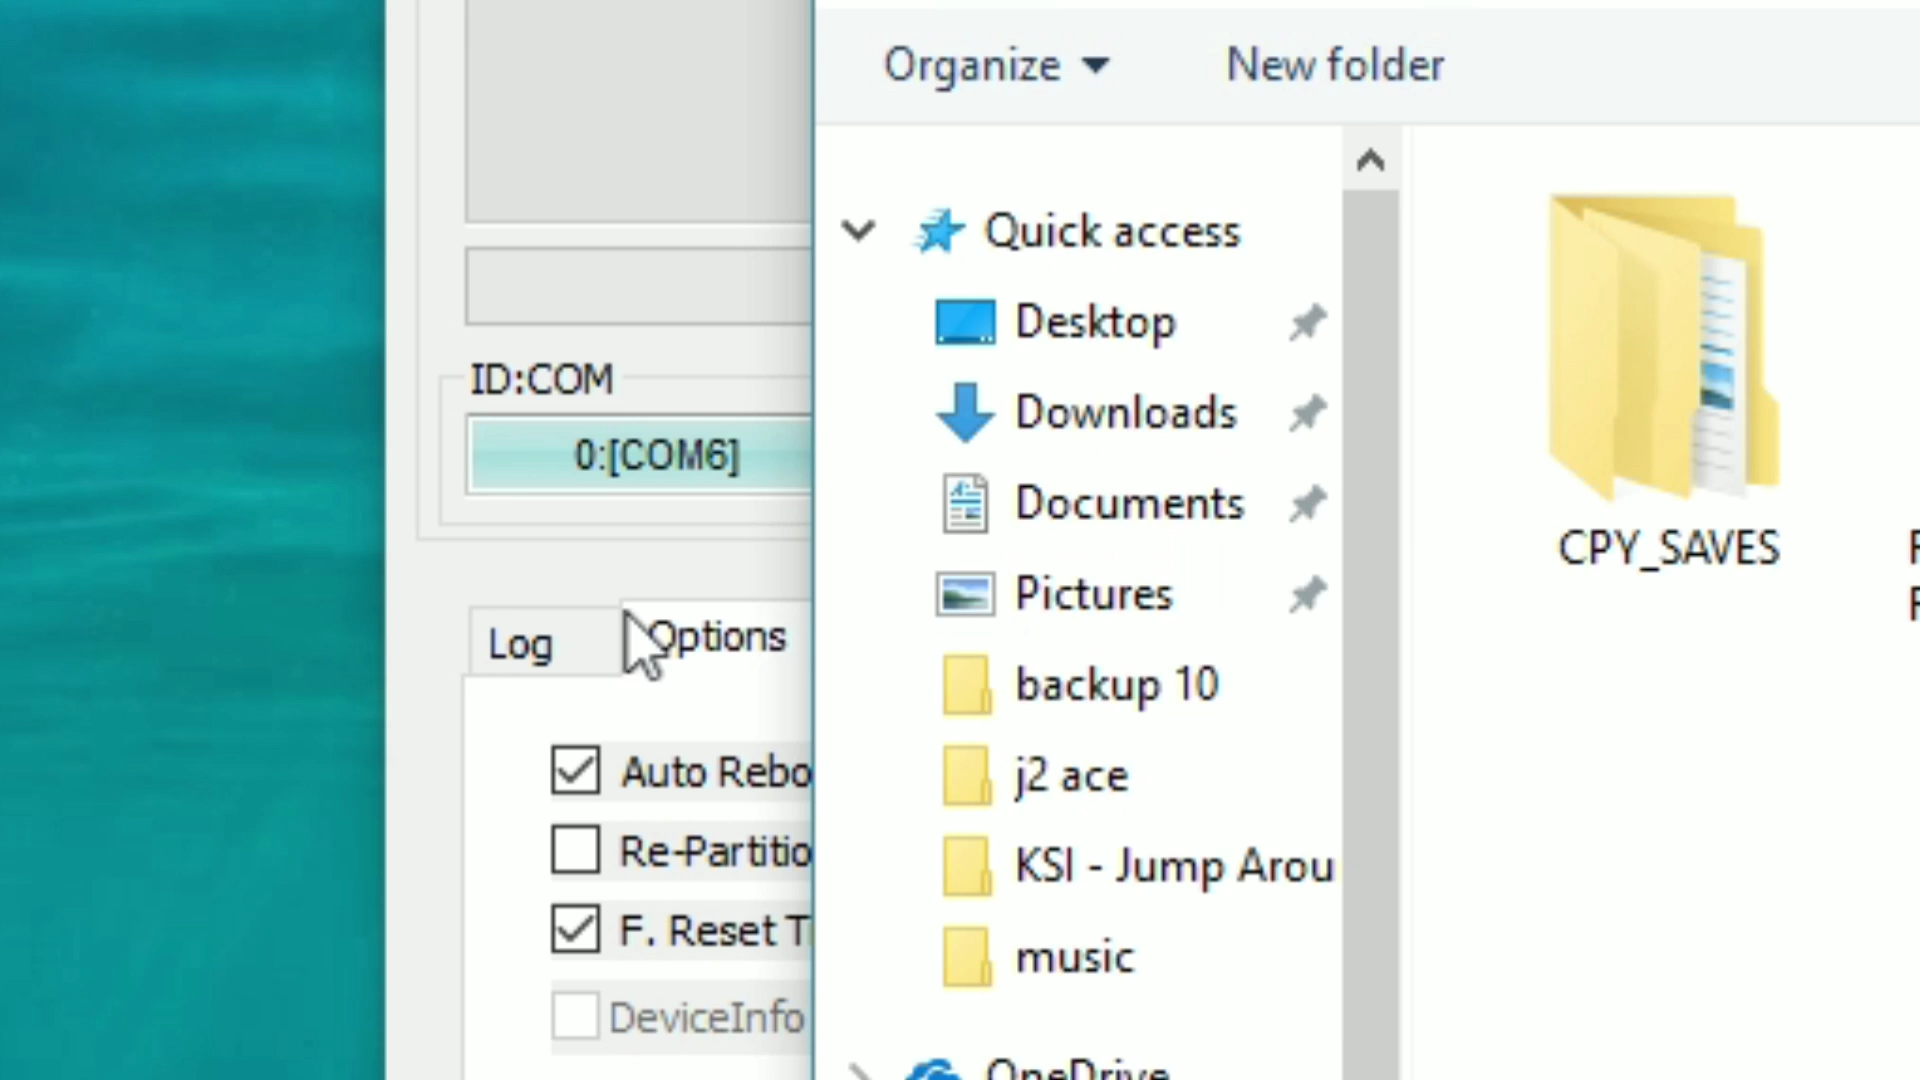 Organize
New folder
Quick access
Desktop
Downloads
Documents
Pictures
backup 10
j2 ace
KSI - Jump Arou
music
OneDrive
CPY_SAVES
ID:COM
0:[COM6]
Log
Options
Auto Rebo
Re-Partitio
F. Reset T
DeviceInfo